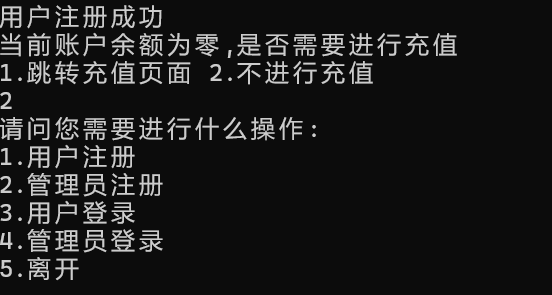 用户注册成功
当前账户余额为零,是否需要进行充值
1.跳转充值页面 2.不进行充值
2
请问您需要进行什么操作:
1.用户注册
2.管理员注册
3.用户登录
4.管理员登录
5.离开